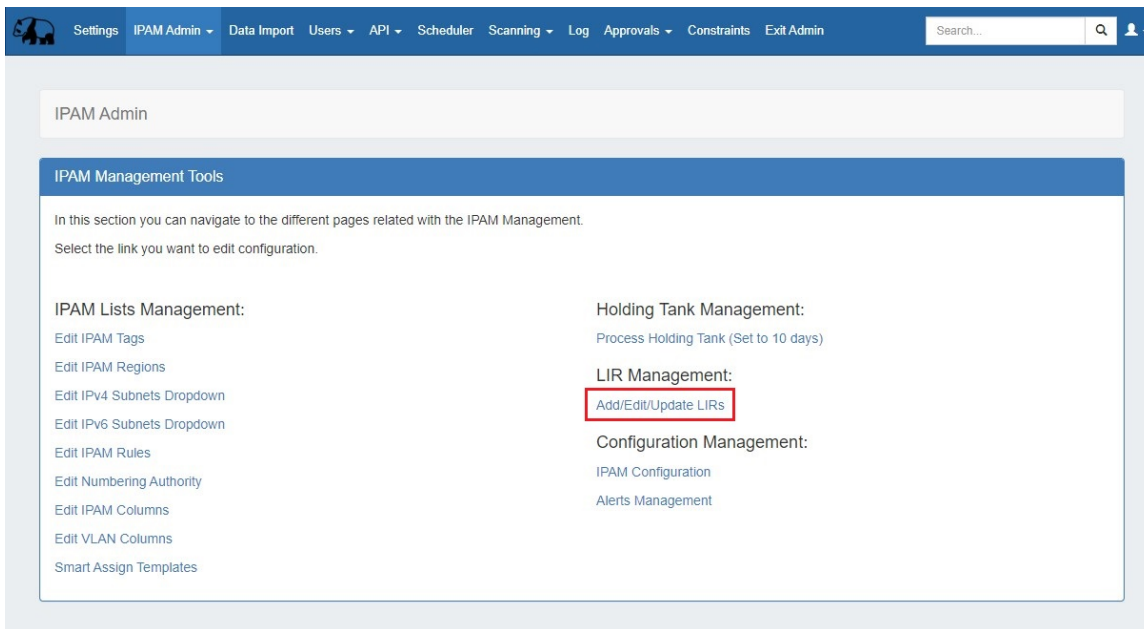 Settings IPAM Admin Data Import Users API Scheduler Scanning Log Approvals Constraints Exit Admin Search...
IPAM Admin
IPAM Management Tools
In this section you can navigate to the different pages related with the IPAM Management.
Select the link you want to edit configuration.
IPAM Lists Management:
Edit IPAM Tags
Edit IPAM Regions
Edit IPv4 Subnets Dropdown
Edit IPv6 Subnets Dropdown
Edit IPAM Rules
Edit Numbering Authority
Edit IPAM Columns
Edit VLAN Columns
Smart Assign Templates
Holding Tank Management:
Process Holding Tank (Set to 10 days)
LIR Management:
Add/Edit/Update LIRs
Configuration Management:
IPAM Configuration
Alerts Management